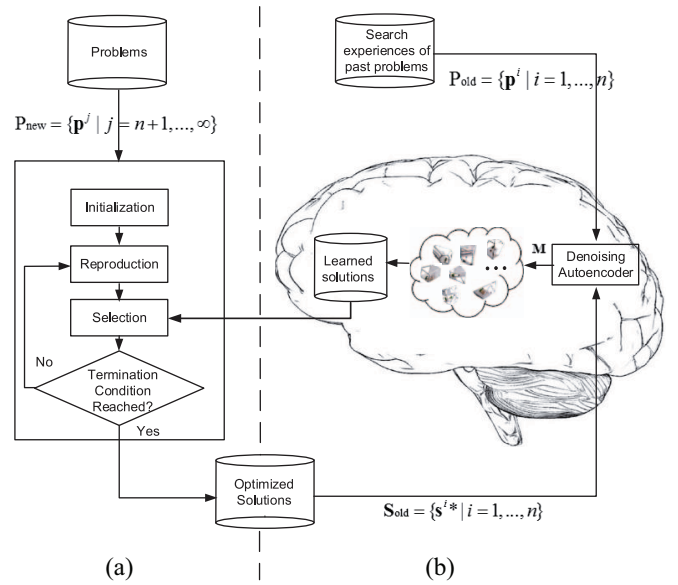 Problems
P_new = {p^j | j = n+1,...,∞}
Initialization
Reproduction
Selection
No
Termination
Condition
Reached?
Yes
Search
experiences of
past problems
P_old = {p^i | i = 1,...,n}
Learned
solutions
...
M
Denoising
Autoencoder
Optimized
Solutions
S_old = {s^i* | i = 1,...,n}
(a)
(b)